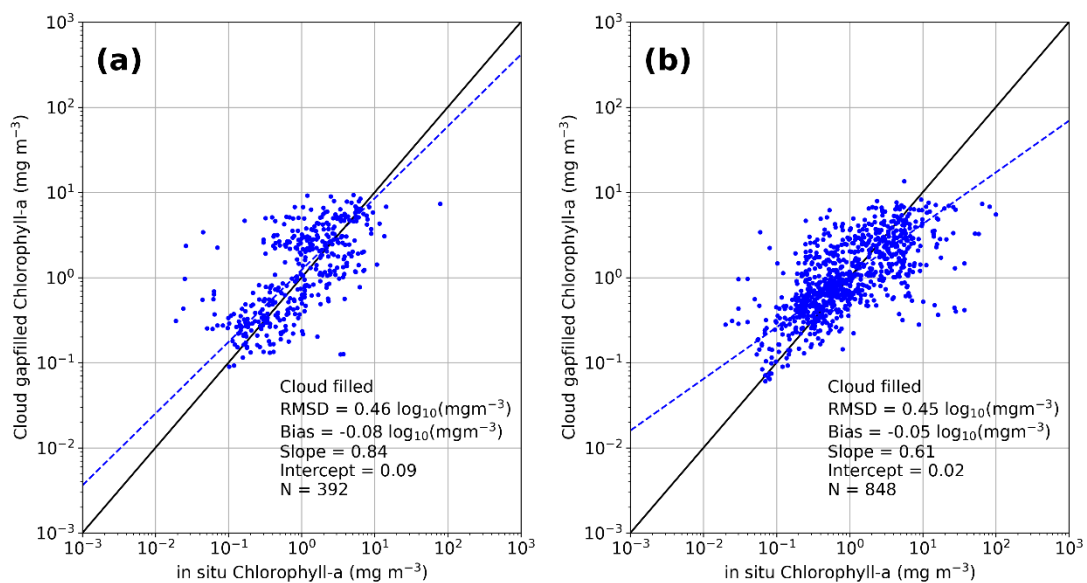 (a)
Cloud gapfilled Chlorophyll-a (mg m⁻³)
10³
10²
10¹
10⁰
10⁻¹
10⁻²
10⁻³
Cloud filled
RMSD = 0.46 log₁₀(mgm⁻³)
Bias = -0.08 log₁₀(mgm⁻³)
Slope = 0.84
Intercept = 0.09
N = 392
10⁻³ 10⁻² 10⁻¹ 10⁰ 10¹ 10² 10³
in situ Chlorophyll-a (mg m⁻³)
(b)
Cloud gapfilled Chlorophyll-a (mg m⁻³)
10³
10²
10¹
10⁰
10⁻¹
10⁻²
10⁻³
Cloud filled
RMSD = 0.45 log₁₀(mgm⁻³)
Bias = -0.05 log₁₀(mgm⁻³)
Slope = 0.61
Intercept = 0.02
N = 848
10⁻³ 10⁻² 10⁻¹ 10⁰ 10¹ 10² 10³
in situ Chlorophyll-a (mg m⁻³)